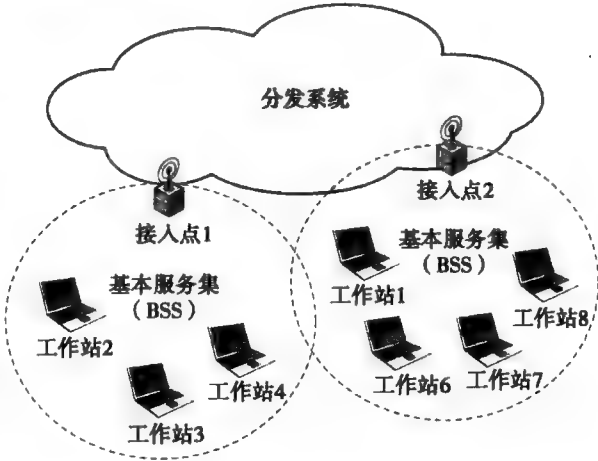 分发系统
接入点1
接入点2
基本服务集
（BSS）
工作站2
工作站3
工作站4
基本服务集
（BSS）
工作站1
工作站8
工作站6
工作站7